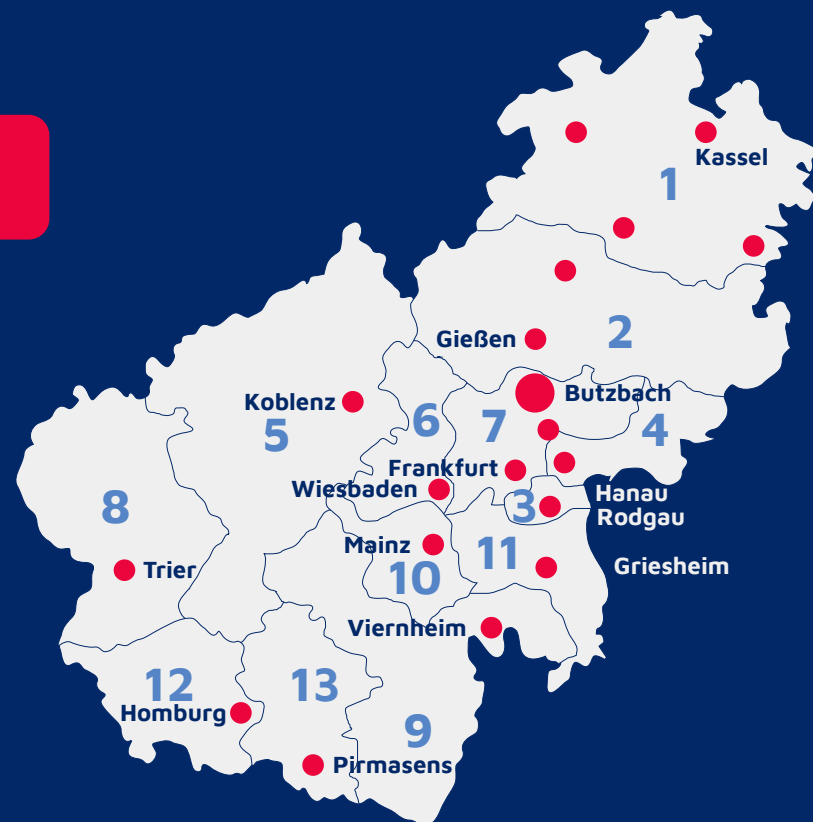 Kassel
1
2
Gießen
Butzbach
Koblenz
6
7
4
5
Frankfurt
Wiesbaden
Hanau
3
8
Rodgau
Mainz
11
Griesheim
Trier
10
Viernheim
12
13
Homburg
9
Pirmasens